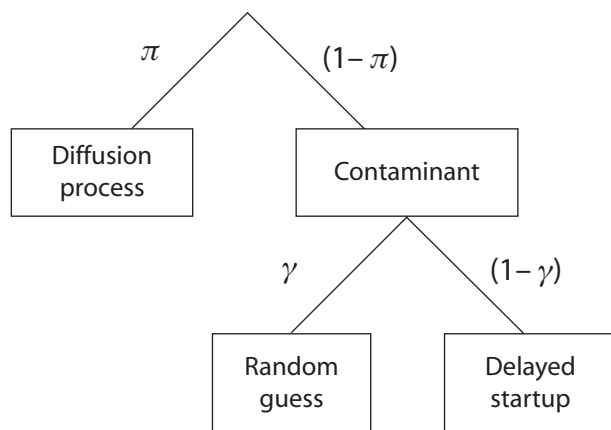 π
(1– π)
Diffusion
process
Contaminant
γ
(1– γ)
Random
guess
Delayed
startup